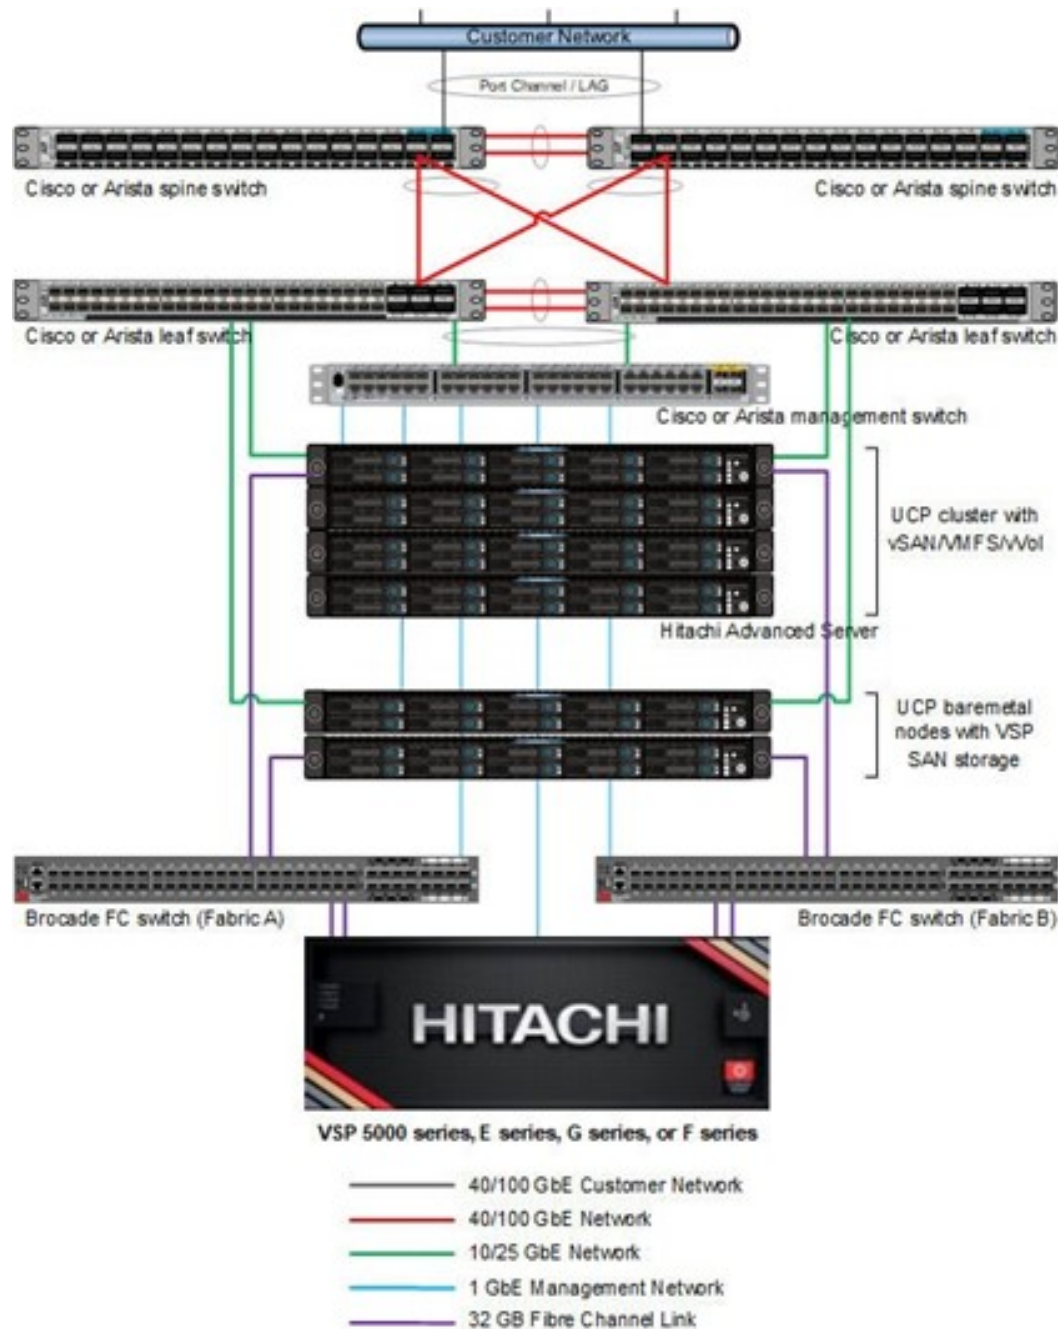 Customer Network
Port Channel / LAG
Cisco or Arista spine switch
Cisco or Arista spine switch
Cisco or Arista leaf switch
Cisco or Arista leaf switch
Cisco or Arista management switch
UCP cluster with
vSAN/VMFS/vVol
Hitachi Advanced Server
UCP baremetal
nodes with VSP
SAN storage
Brocade FC switch (Fabric A)
Brocade FC switch (Fabric B)
HITACHI
VSP 5000 series, E series, G series, or F series
40/100 GbE Customer Network
40/100 GbE Network
10/25 GbE Network
1 GbE Management Network
32 GB Fibre Channel Link